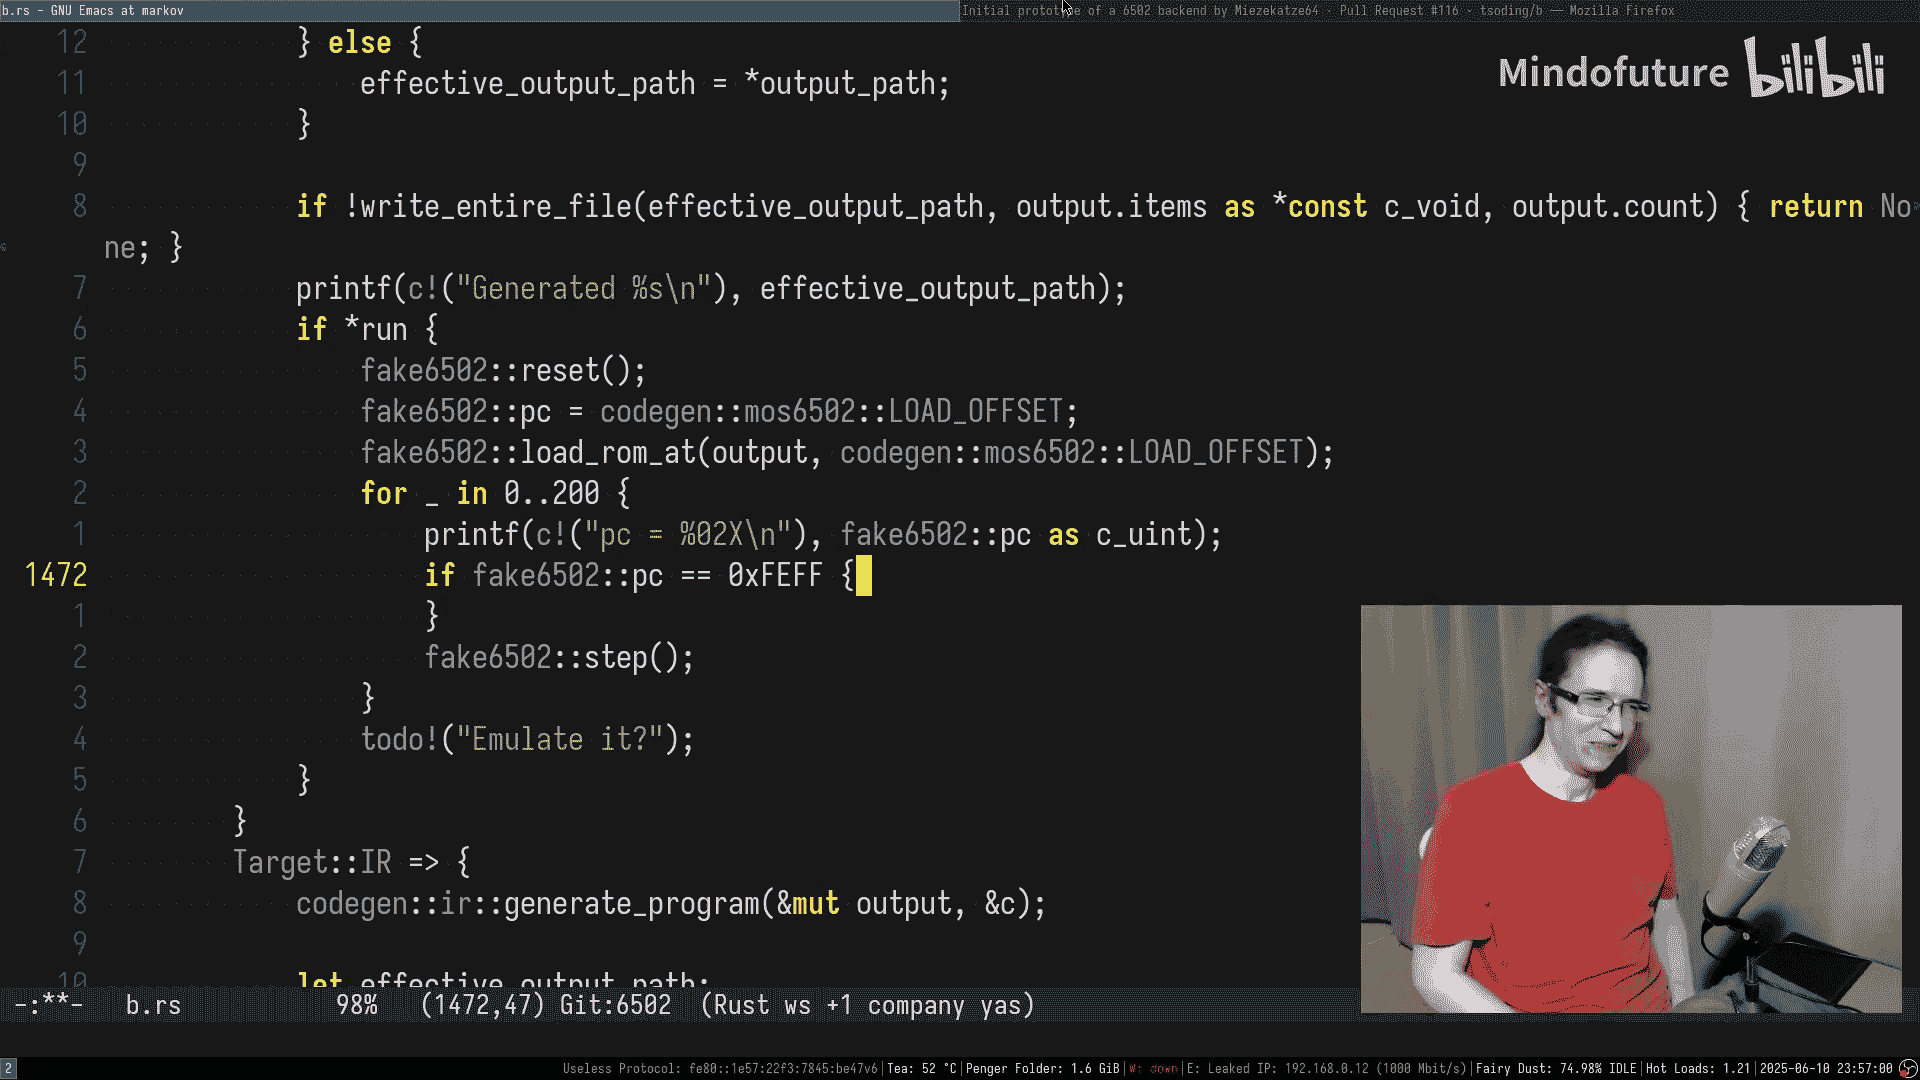 b.rs - GNU Emacs at markov
Initial prototype of a 6502 backend by Miezekatze64 · Pull Request #116 · tsoding/b — Mozilla Firefox
Mindofuture bilibili
12 } else {
11 effective_output_path = *output_path;
10 }
9
8 if !write_entire_file(effective_output_path, output.items as *const c_void, output.count) { return No
ne; }
7 printf(c!("Generated %s\n"), effective_output_path);
6 if *run {
5 fake6502::reset();
4 fake6502::pc = codegen::mos6502::LOAD_OFFSET;
3 fake6502::load_rom_at(output, codegen::mos6502::LOAD_OFFSET);
2 for _ in 0..200 {
1 printf(c!("pc = %02X\n"), fake6502::pc as c_uint);
1472 if fake6502::pc == 0xFEFF {
1 }
2 fake6502::step();
3 }
4 todo!("Emulate it?");
5 }
6 }
7 Target::IR => {
8 codegen::ir::generate_program(&mut output, &c);
9
10 let effective_output_path;
-:**- b.rs 98% (1472,47) Git:6502 (Rust ws +1 company yas)
2 Useless Protocol: fe80::1e57:22f3:7845:be47v6|Tea: 52 °C|Penger Folder: 1.6 GiB|W: down|E: Leaked IP: 192.168.0.12 (1000 Mbit/s)|Fairy Dust: 74.98% IDLE|Hot Loads: 1.21|2025-06-10 23:57:00